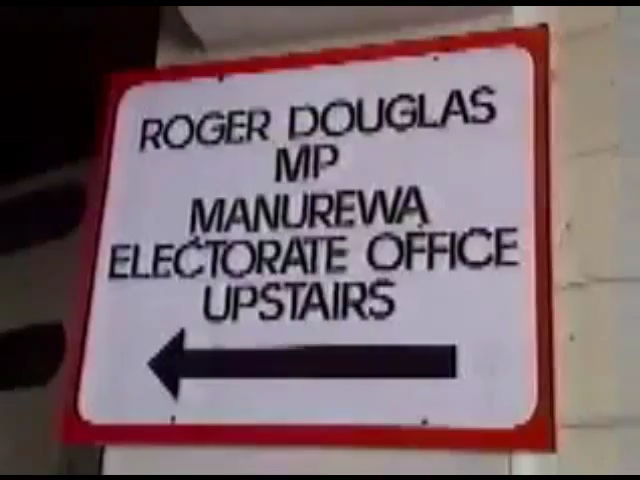 ROGER DOUGLAS
MP
MANUREWA
ELECTORATE OFFICE
UPSTAIRS